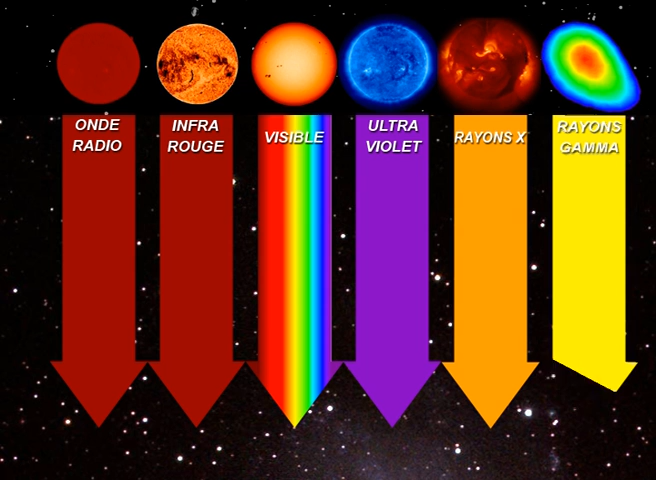 ONDE
RADIO
INFRA
ROUGE
VISIBLE
ULTRA
VIOLET
RAYONS X
RAYONS
GAMMA